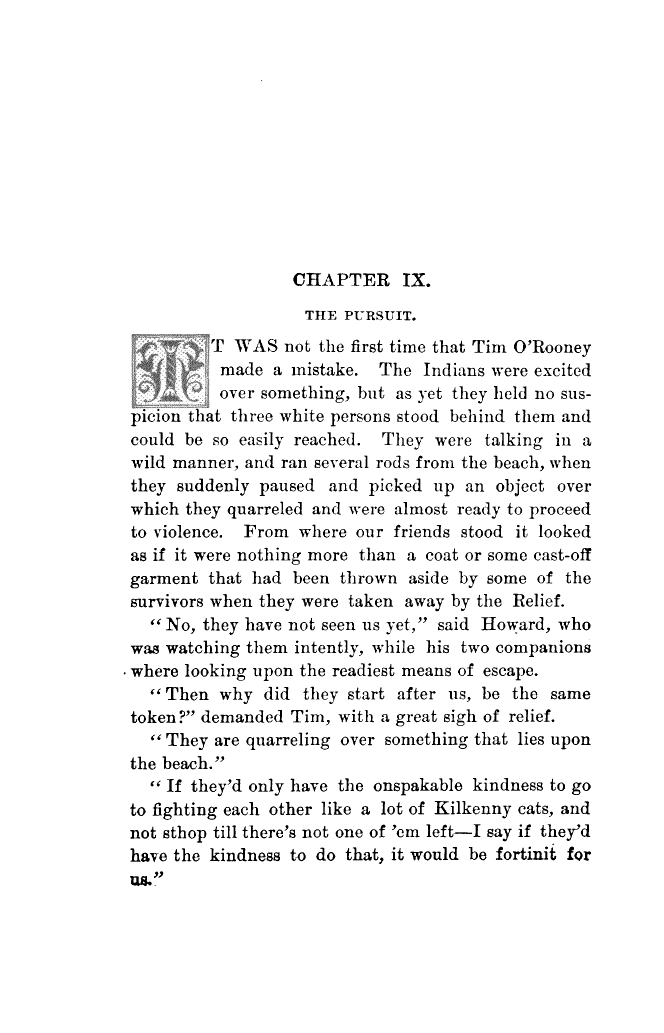 CHAPTER IX.
THE PURSUIT.
IT WAS not the first time that Tim O'Rooney
made a mistake. The Indians were excited
over something, but as yet they held no sus-
picion that three white persons stood behind them and
could be so easily reached. They were talking in a
wild manner, and ran several rods from the beach, when
they suddenly paused and picked up an object over
which they quarreled and were almost ready to proceed
to violence. From where our friends stood it looked
as if it were nothing more than a coat or some cast-off
garment that had been thrown aside by some of the
survivors when they were taken away by the Relief.
"No, they have not seen us yet," said Howard, who
was watching them intently, while his two companions
where looking upon the readiest means of escape.
"Then why did they start after us, be the same
token?" demanded Tim, with a great sigh of relief.
"They are quarreling over something that lies upon
the beach."
"If they'd only have the onspakable kindness to go
to fighting each other like a lot of Kilkenny cats, and
not sthop till there's not one of 'em left—I say if they'd
have the kindness to do that, it would be fortinit for
us."